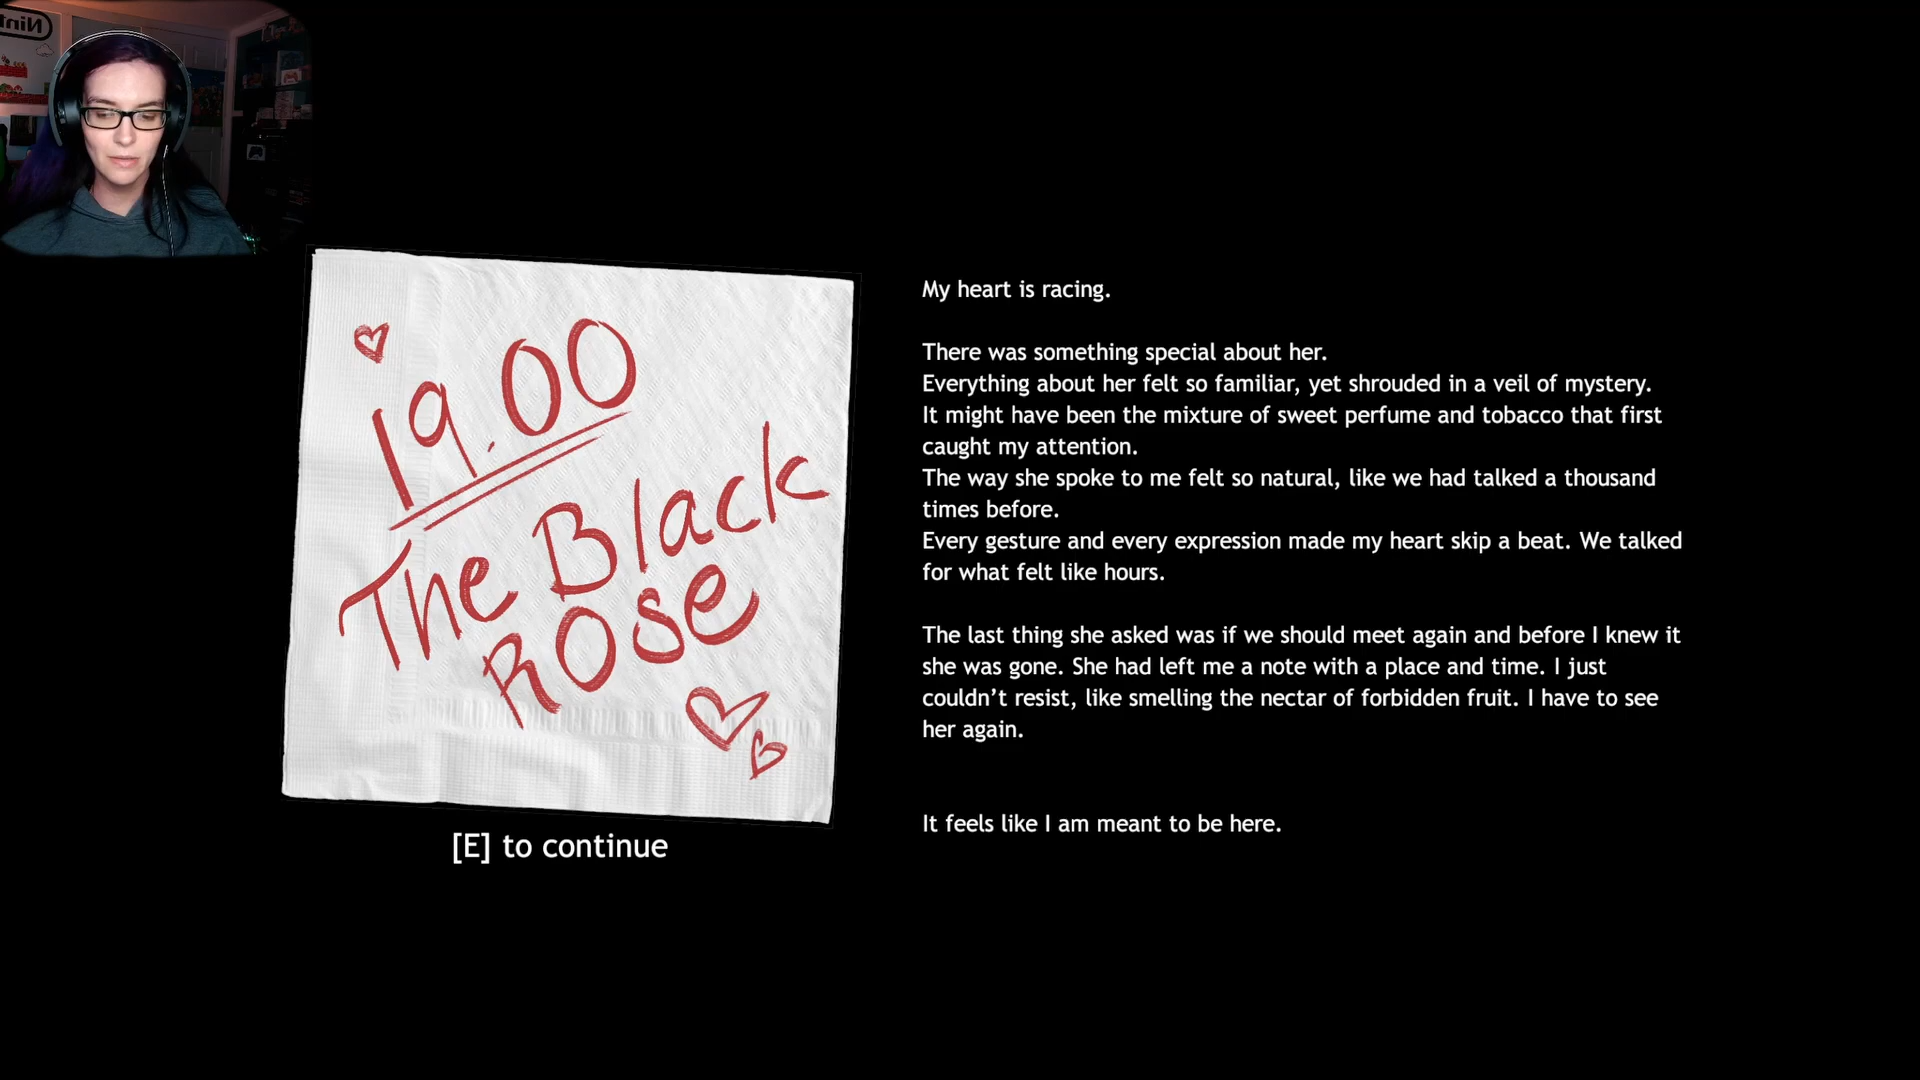 19.00
The Black
Rose
[E] to continue
My heart is racing.
There was something special about her.
Everything about her felt so familiar, yet shrouded in a veil of mystery.
It might have been the mixture of sweet perfume and tobacco that first
caught my attention.
The way she spoke to me felt so natural, like we had talked a thousand
times before.
Every gesture and every expression made my heart skip a beat. We talked
for what felt like hours.
The last thing she asked was if we should meet again and before I knew it
she was gone. She had left me a note with a place and time. I just
couldn’t resist, like smelling the nectar of forbidden fruit. I have to see
her again.
It feels like I am meant to be here.